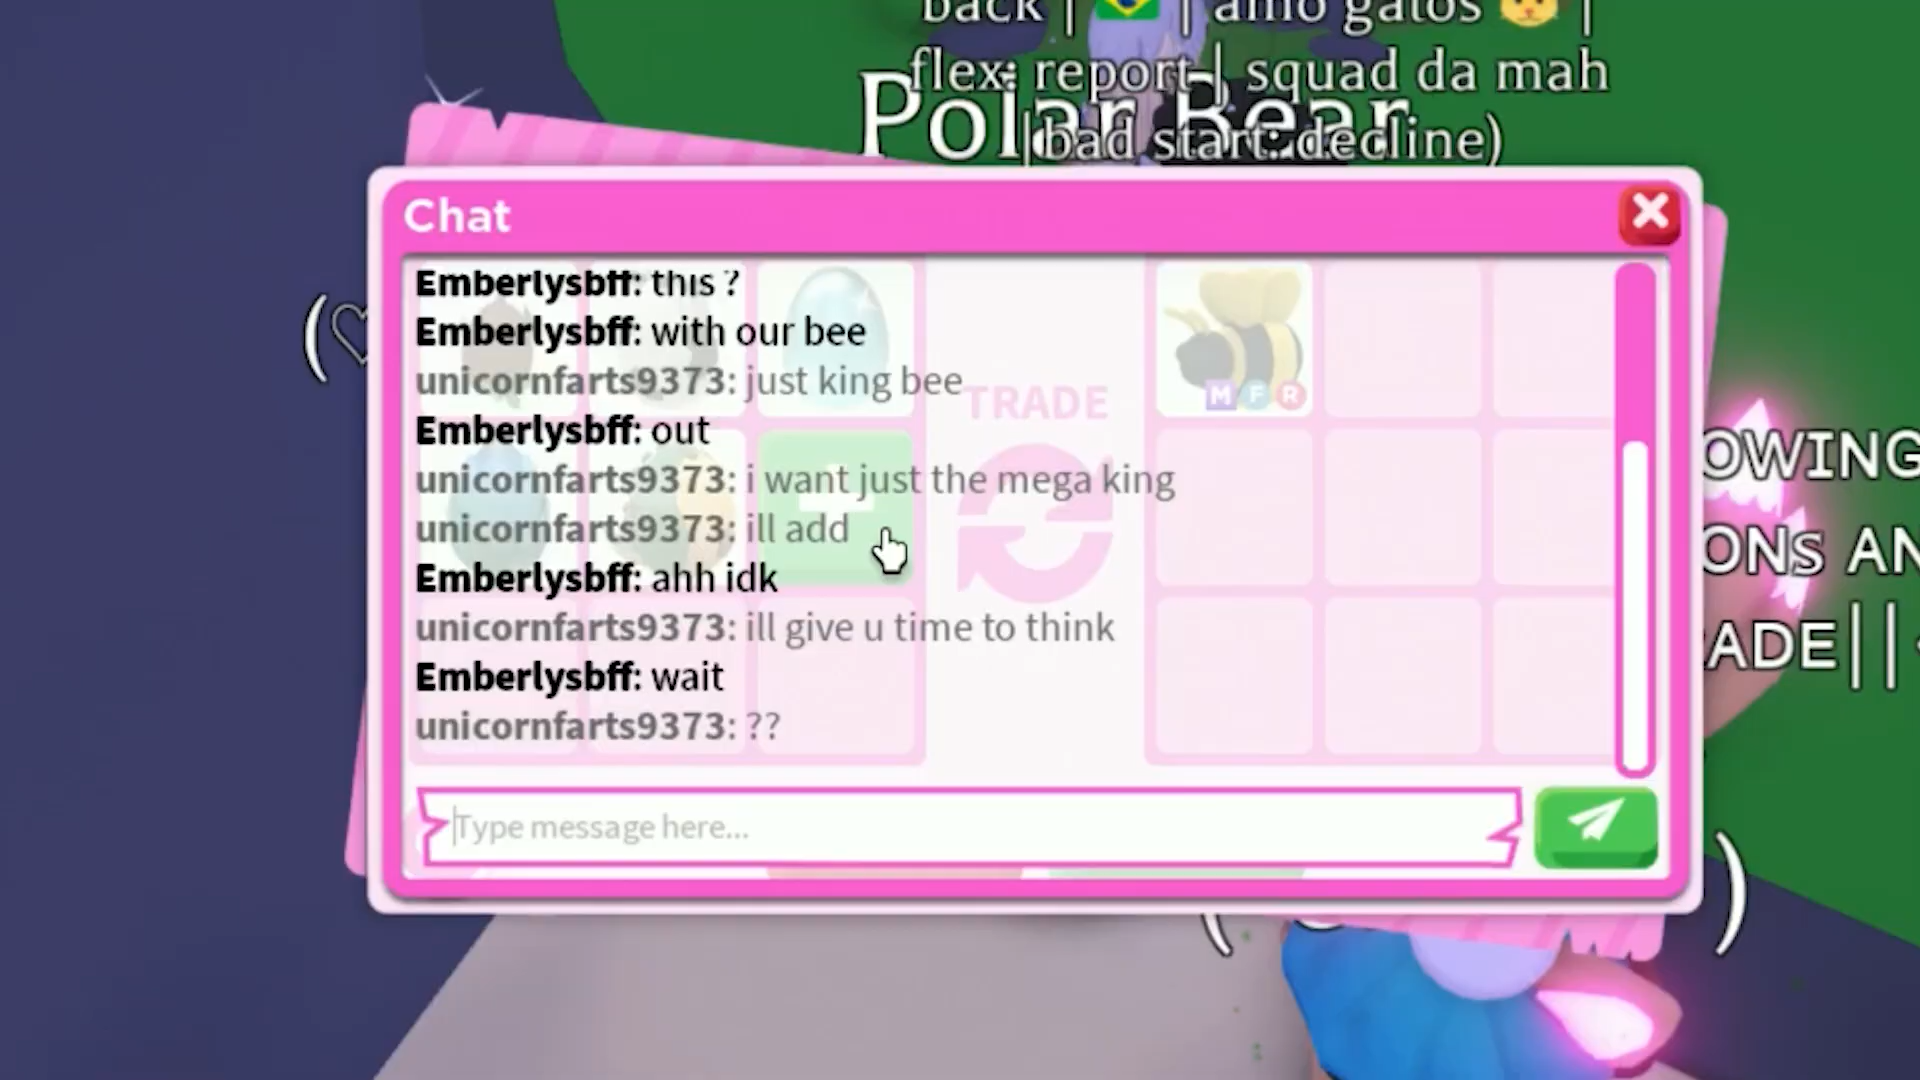 back | 🇧🇷 | amo gatos 🐱 |
flex: report | squad da mah
|bad start: decline)
Polar Bear
Chat
Emberlysbff: this ?
Emberlysbff: with our bee
unicornfarts9373: just king bee
Emberlysbff: out
unicornfarts9373: i want just the mega king
unicornfarts9373: ill add
Emberlysbff: ahh idk
unicornfarts9373: ill give u time to think
Emberlysbff: wait
unicornfarts9373: ??
TRADE
M F R
Type message here...
OWING
ONs AN
RADE||